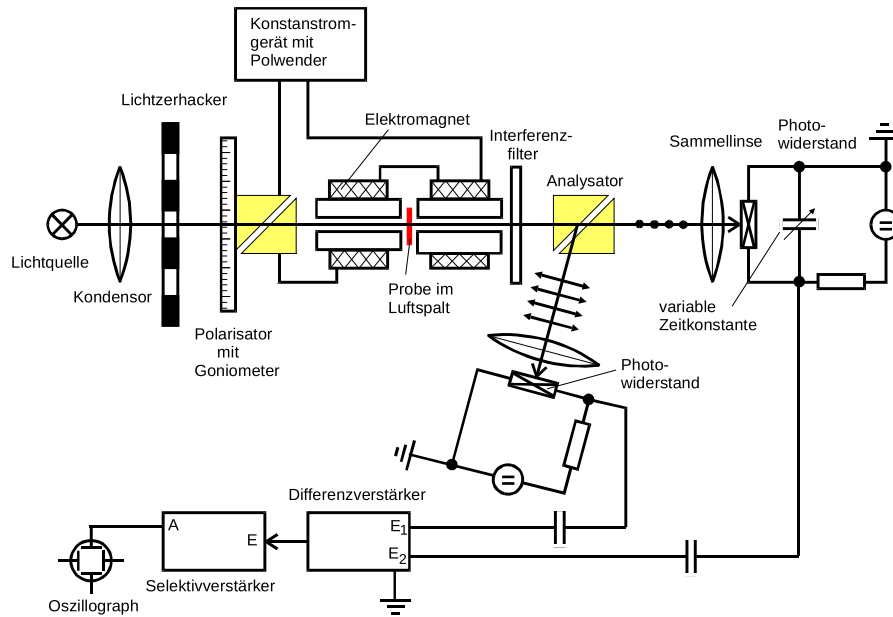 Konstanstrom-
gerät mit
Polwender
Lichtzerhacker
Elektromagnet
Interferenz-
filter
Analysator
Sammellinse
Photo-
widerstand
Lichtquelle
Kondensor
Polarisator
mit
Goniometer
Probe im
Luftspalt
variable
Zeitkonstante
Photo-
widerstand
Differenzverstärker
A
E
E1
E2
Selektivverstärker
Oszillograph